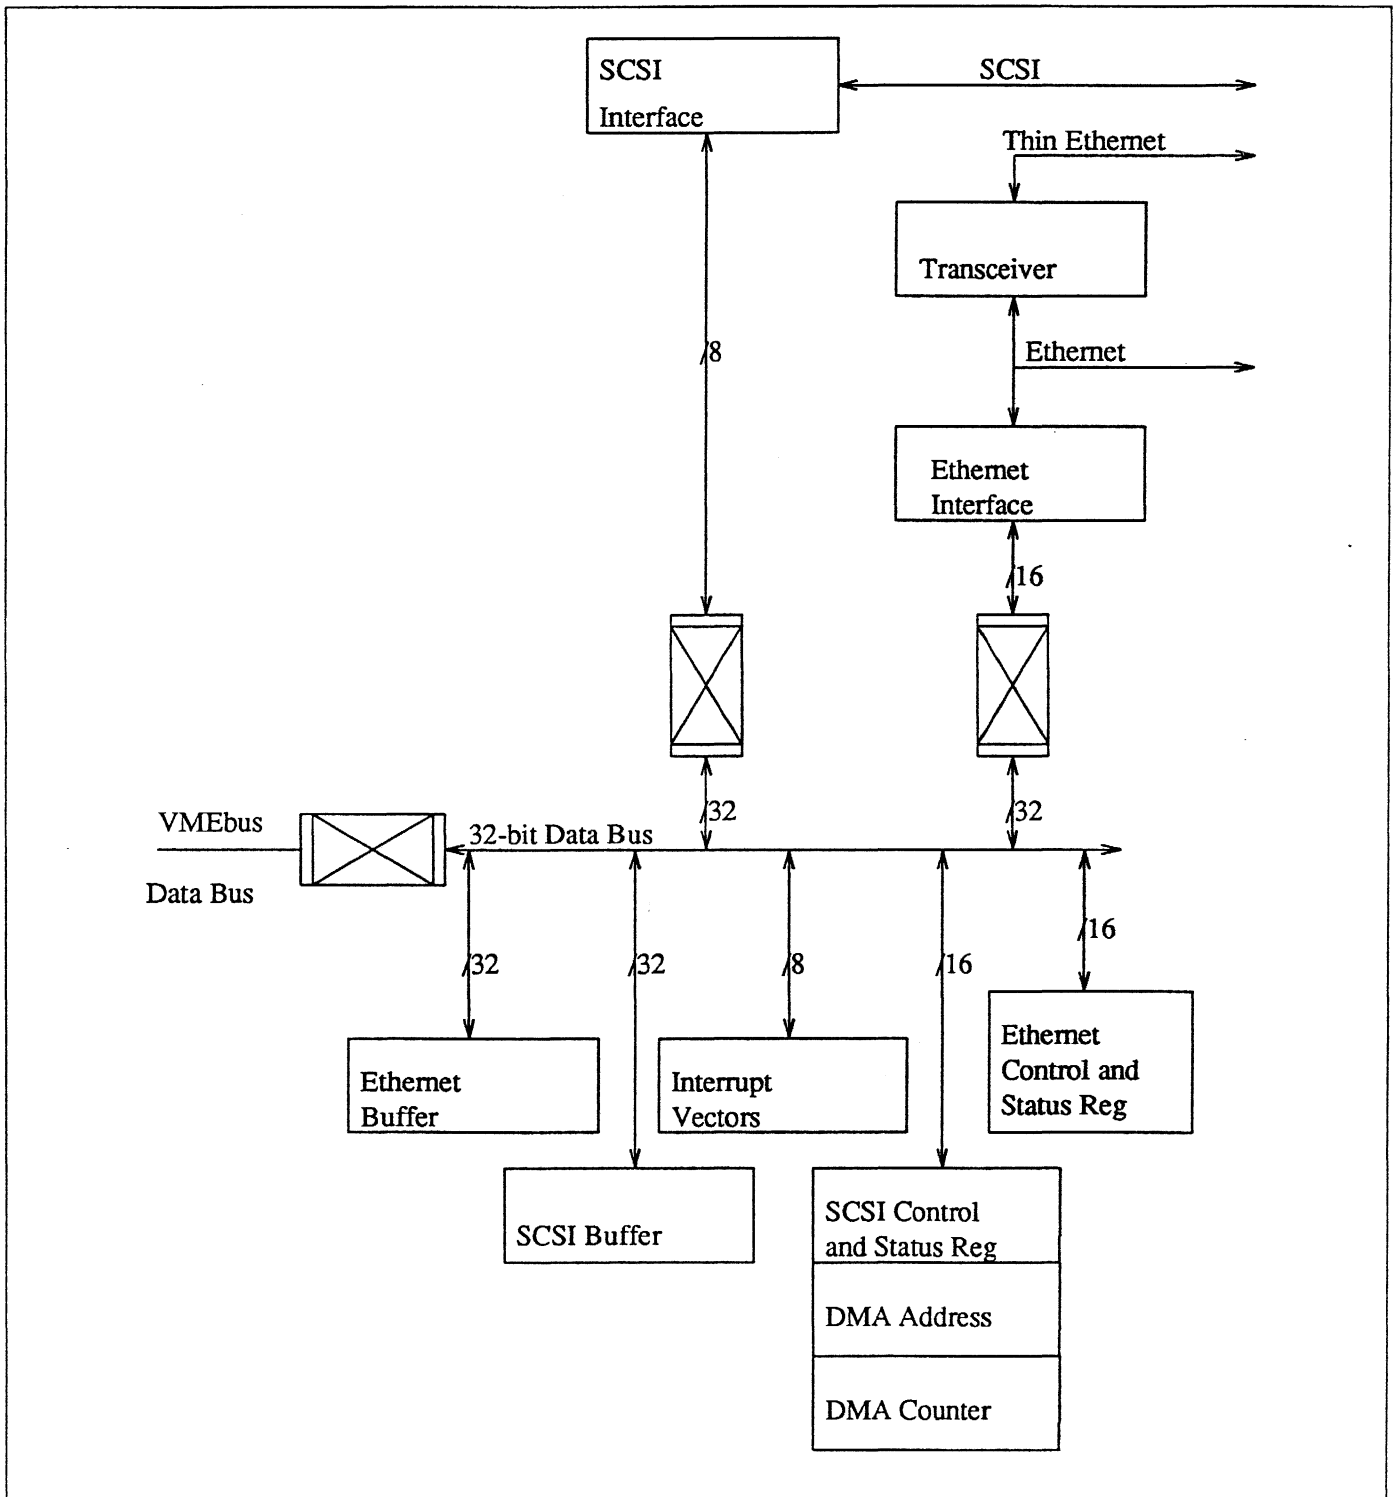 SCSI
Interface
SCSI
Thin Ethernet
Transceiver
/8
Ethernet
Ethernet
Interface
/16
/32
/32
VMEbus
32-bit Data Bus
Data Bus
/32
/32
/8
/16
/16
Ethernet
Buffer
Interrupt
Vectors
Ethernet
Control and
Status Reg
SCSI Buffer
SCSI Control
and Status Reg
DMA Address
DMA Counter